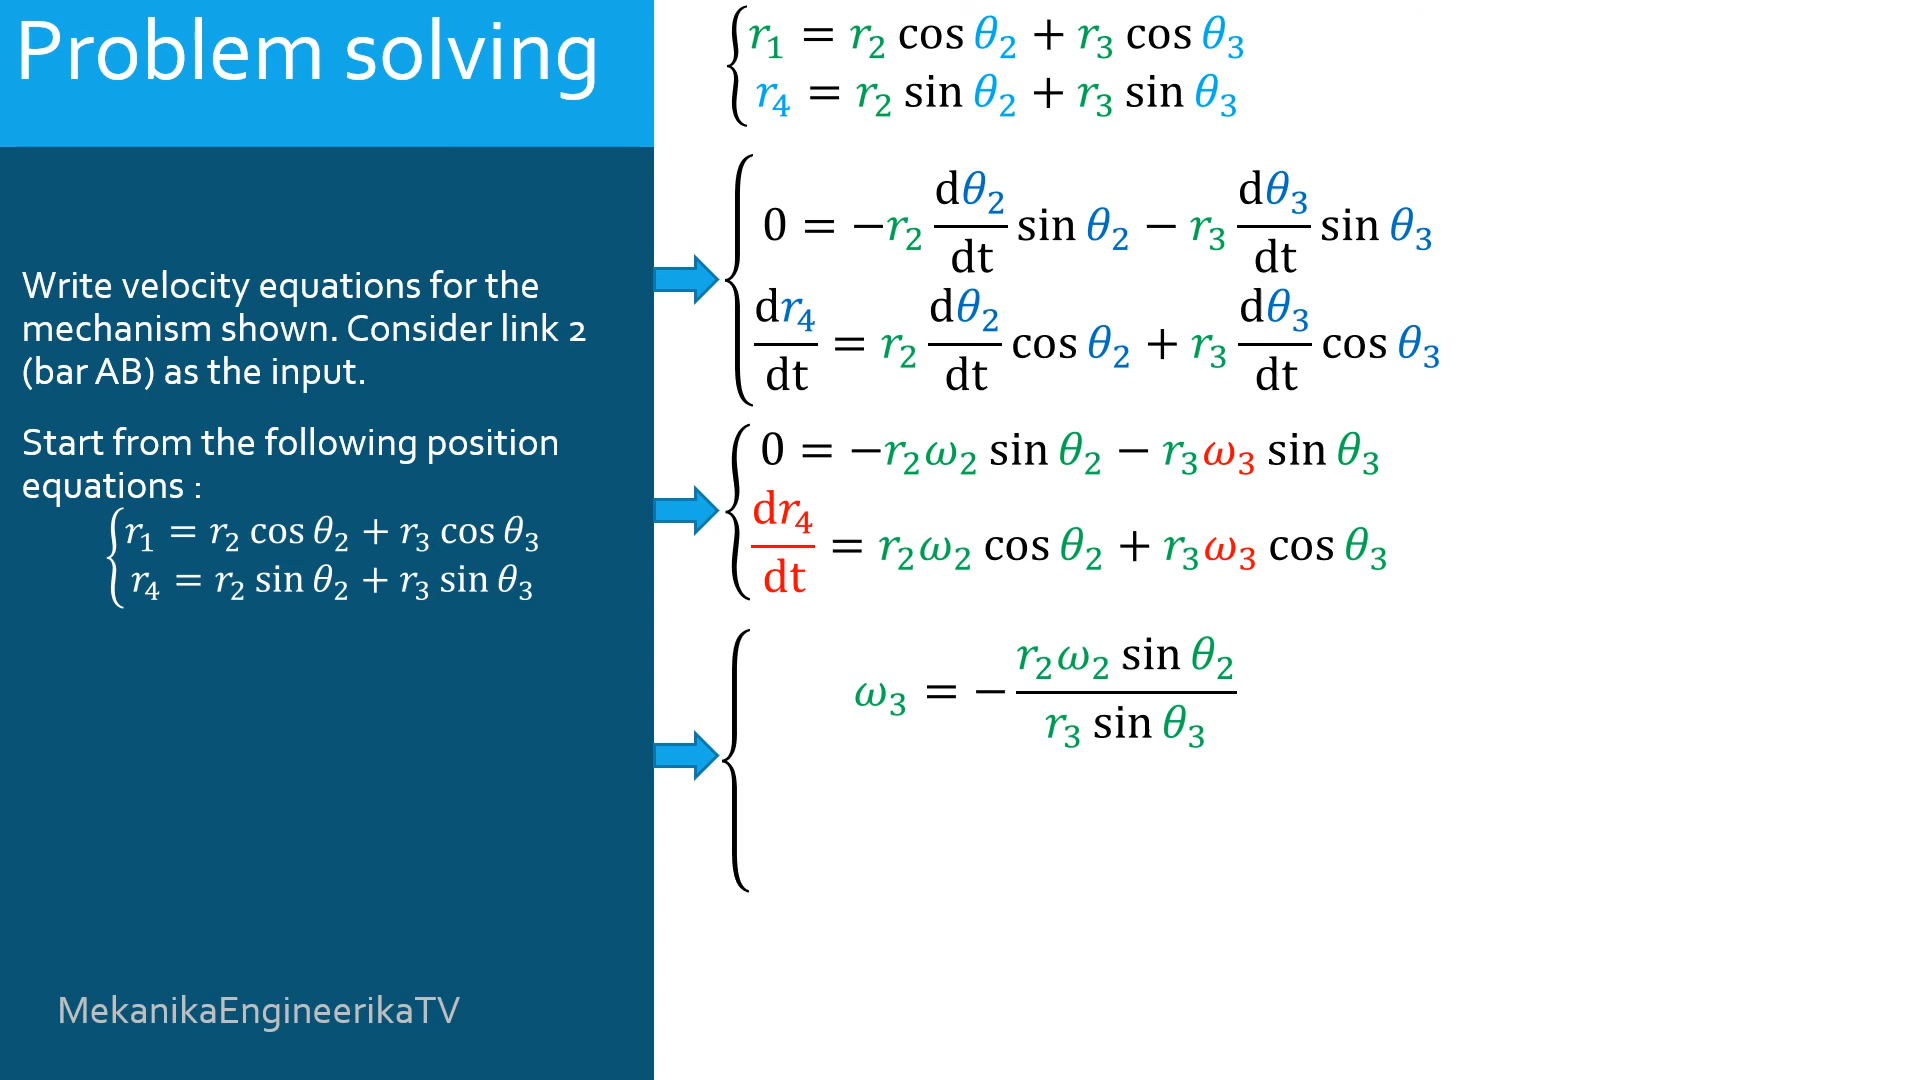 Problem solving
Write velocity equations for the
mechanism shown. Consider link 2
(bar AB) as the input.
Start from the following position
equations :
r₁ = r₂ cos θ₂ + r₃ cos θ₃
r₄ = r₂ sin θ₂ + r₃ sin θ₃
MekanikaEngineerikaTV
r₁ = r₂ cos θ₂ + r₃ cos θ₃
r₄ = r₂ sin θ₂ + r₃ sin θ₃
0 = −r₂ dθ₂/dt sin θ₂ − r₃ dθ₃/dt sin θ₃
dr₄/dt = r₂ dθ₂/dt cos θ₂ + r₃ dθ₃/dt cos θ₃
0 = −r₂ω₂ sin θ₂ − r₃ω₃ sin θ₃
dr₄/dt = r₂ω₂ cos θ₂ + r₃ω₃ cos θ₃
ω₃ = − r₂ω₂ sin θ₂ / r₃ sin θ₃